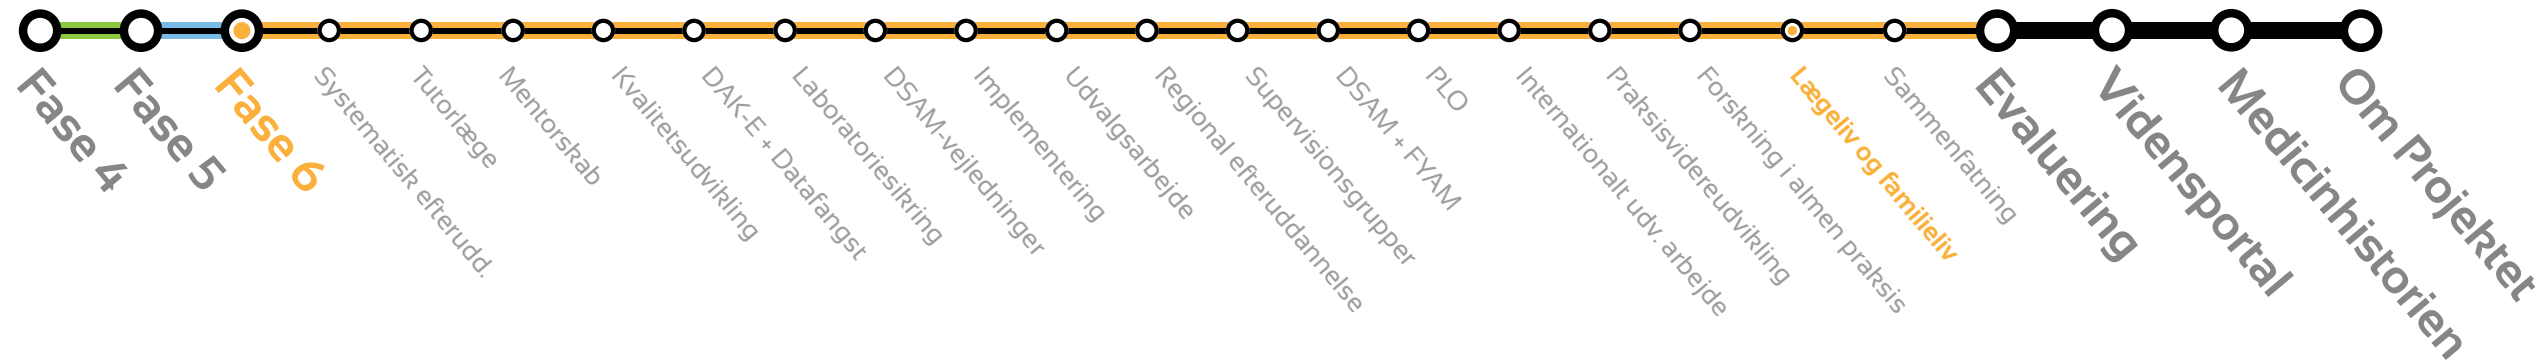 Fase 4
Fase 5
Fase 6
Systematisk efterudd.
Tutorlæge
Mentorskab
Kvalitetsudvikling
DAK-E + Datafangst
Laboratoriesikring
DSAM-vejledninger
Implementering
Udvalgsarbejde
Regional efteruddannelse
Supervisionsgrupper
DSAM + FYAM
PLO
Internationalt udv. arbejde
Praksisvidereudvikling
Forskning i almen praksis
Lægeliv og familieliv
Sammenfatning
Evaluering
Vidensportal
Medicinhistorien
Om Projektet